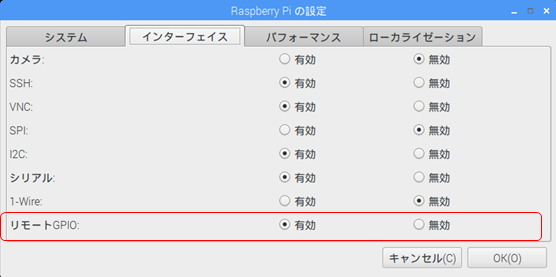 Raspberry Pi の設定
システム インターフェイス パフォーマンス ローカライゼーション
カメラ: 有効 無効
SSH: 有効 無効
VNC: 有効 無効
SPI: 有効 無効
I2C: 有効 無効
シリアル: 有効 無効
1-Wire: 有効 無効
リモートGPIO: 有効 無効
キャンセル(C) OK(O)